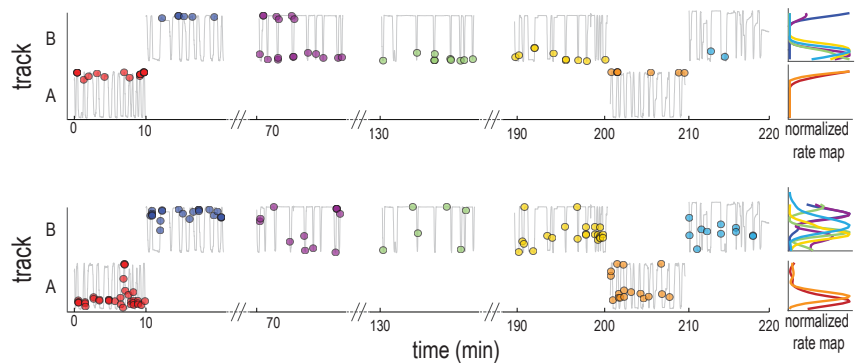 track
B
A
0
10
70
130
190
200
210
220
normalized
rate map
track
B
A
0
10
70
130
190
200
210
220
normalized
rate map
time (min)